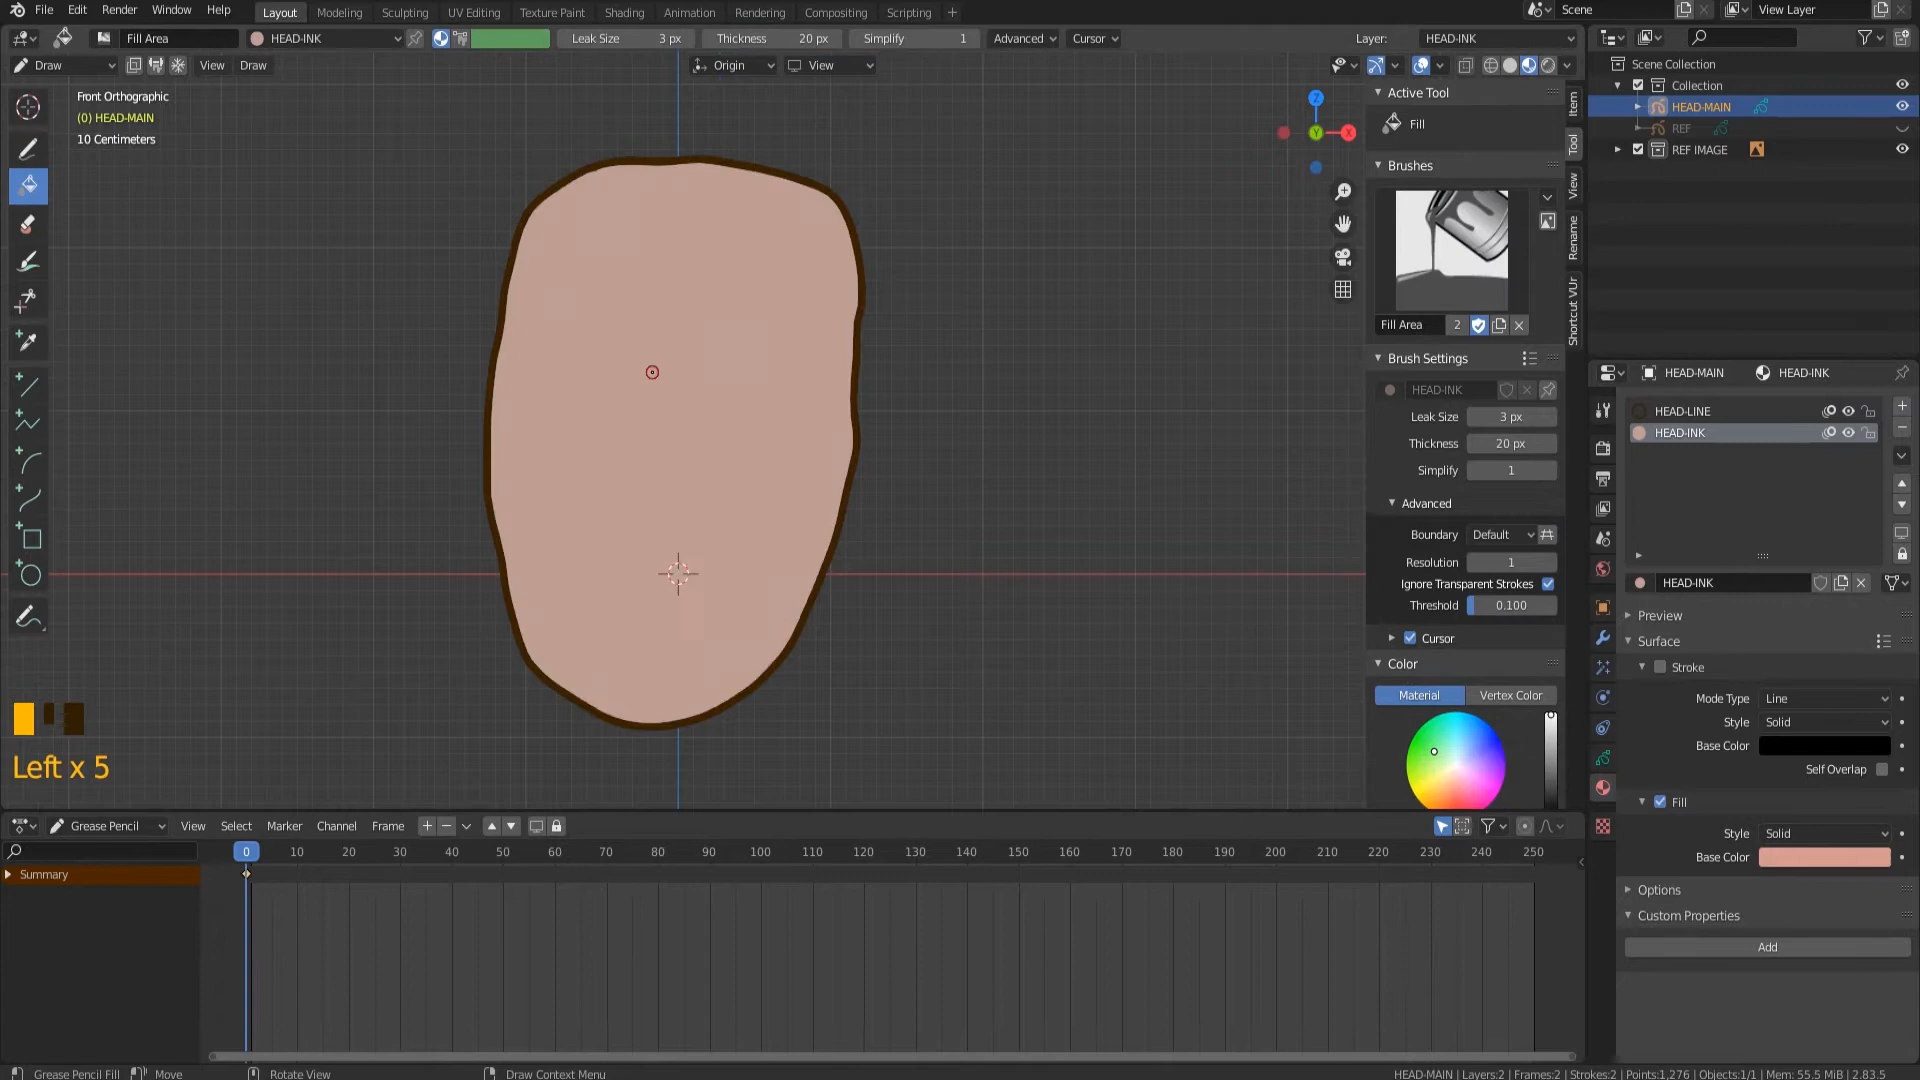 File Edit Render Window Help Layout Modeling Sculpting UV Editing Texture Paint Shading Animation Rendering Compositing Scripting + Scene View Layer
Fill Area HEAD-INK Leak Size 3 px Thickness 20 px Simplify 1 Advanced Cursor Layer: HEAD-INK
Draw View Draw Origin View
Front Orthographic
(0) HEAD-MAIN
10 Centimeters
Z
Y
X
Active Tool
Fill
Brushes
Fill Area 2
Brush Settings
HEAD-INK
Leak Size 3 px
Thickness 20 px
Simplify 1
Advanced
Boundary Default
Resolution 1
Ignore Transparent Strokes
Threshold 0.100
Cursor
Color
Material Vertex Color
Item
Tool
View
Rename
Shortcut VUr
Scene Collection
Collection
HEAD-MAIN
REF
REF IMAGE
HEAD-MAIN HEAD-INK
HEAD-LINE
HEAD-INK
HEAD-INK
Preview
Surface
Stroke
Mode Type Line
Style Solid
Base Color
Self Overlap
Fill
Style Solid
Base Color
Options
Custom Properties
Add
Left x 5
Grease Pencil View Select Marker Channel Frame
0 10 20 30 40 50 60 70 80 90 100 110 120 130 140 150 160 170 180 190 200 210 220 230 240 250
Summary
Grease Pencil Fill Move Rotate View Draw Context Menu HEAD-MAIN | Layers:2 | Frames:2 | Strokes:2 | Points:1,276 | Objects:1/1 | Mem: 55.5 MiB | 2.83.5